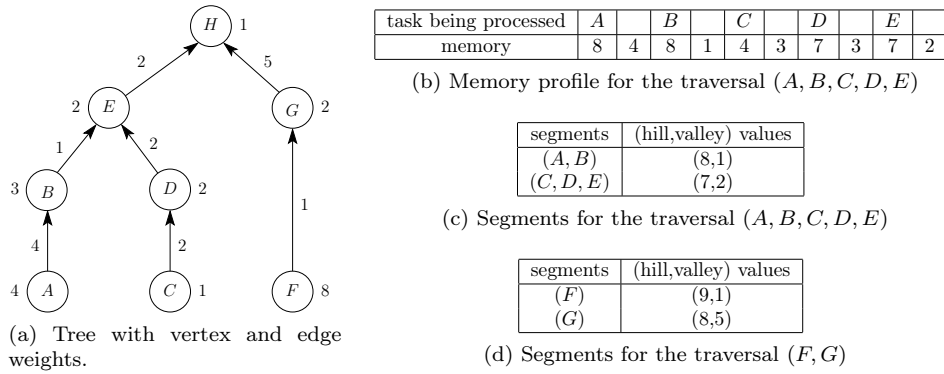 H 1
2 5
2 E G 2
1 2
3 B D 2
1
4 2
4 A C 1 F 8
(a) Tree with vertex and edge
weights.
task being processed A B C D E
memory 8 4 8 1 4 3 7 3 7 2
(b) Memory profile for the traversal (A, B, C, D, E)
segments (hill,valley) values
(A, B) (8,1)
(C, D, E) (7,2)
(c) Segments for the traversal (A, B, C, D, E)
segments (hill,valley) values
(F) (9,1)
(G) (8,5)
(d) Segments for the traversal (F, G)